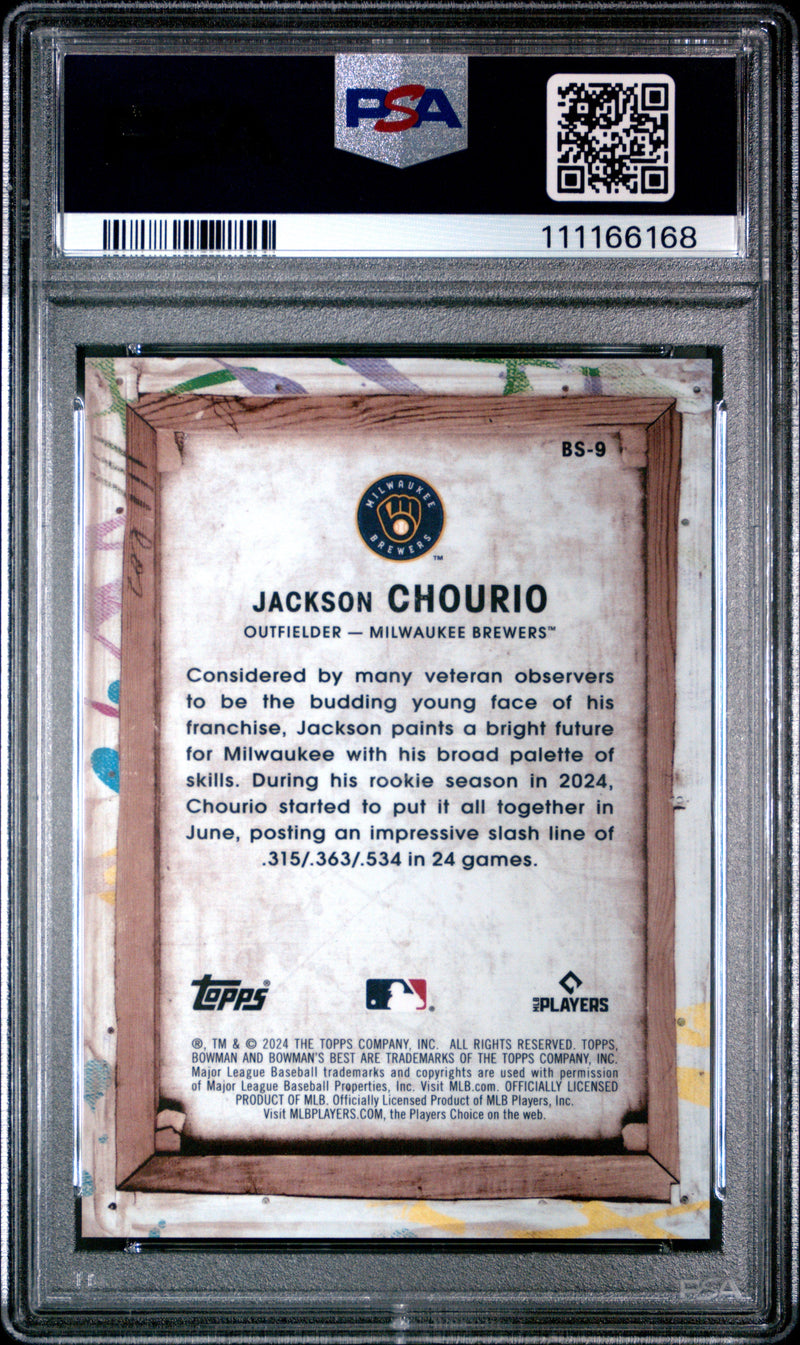 PSA
111166168
BS-9
MILWAUKEE
BREWERS
™
JACKSON CHOURIO
OUTFIELDER — MILWAUKEE BREWERS™
Considered by many veteran observers
to be the budding young face of his
franchise, Jackson paints a bright future
for Milwaukee with his broad palette of
skills. During his rookie season in 2024,
Chourio started to put it all together in
June, posting an impressive slash line of
.315/.363/.534 in 24 games.
Topps® ® MLB PLAYERS
®, TM & © 2024 THE TOPPS COMPANY, INC. ALL RIGHTS RESERVED. TOPPS,
BOWMAN AND BOWMAN'S BEST ARE TRADEMARKS OF THE TOPPS COMPANY, INC.
Major League Baseball trademarks and copyrights are used with permission
of Major League Baseball Properties, Inc. Visit MLB.com. OFFICIALLY LICENSED
PRODUCT OF MLB. Officially Licensed Product of MLB Players, Inc.
Visit MLBPLAYERS.COM, the Players Choice on the web.
PSA